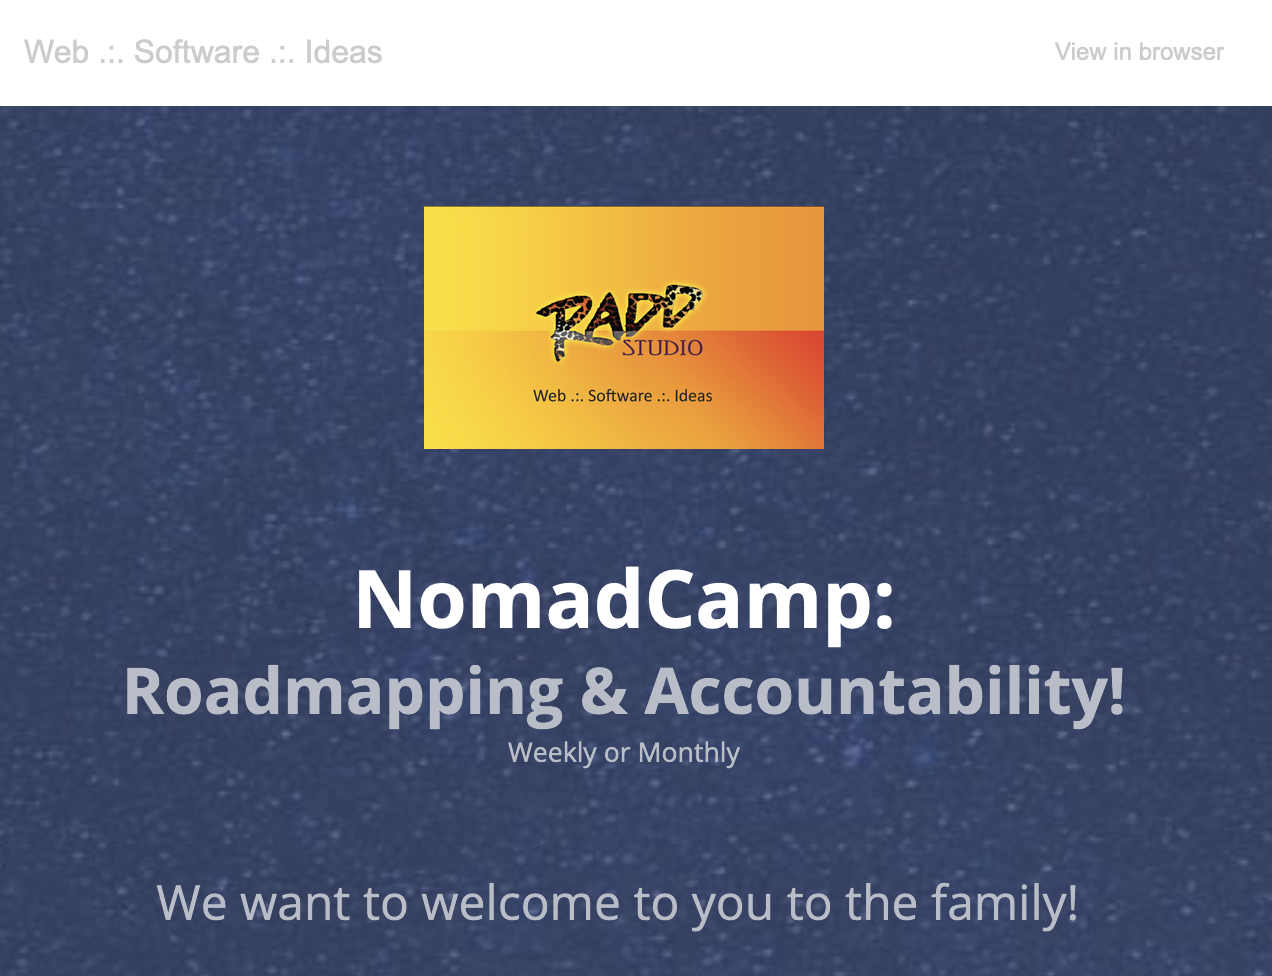 Web .:. Software .:. Ideas
View in browser
RADD
STUDIO
Web .:. Software .:. Ideas
NomadCamp:
Roadmapping & Accountability!
Weekly or Monthly
We want to welcome to you to the family!